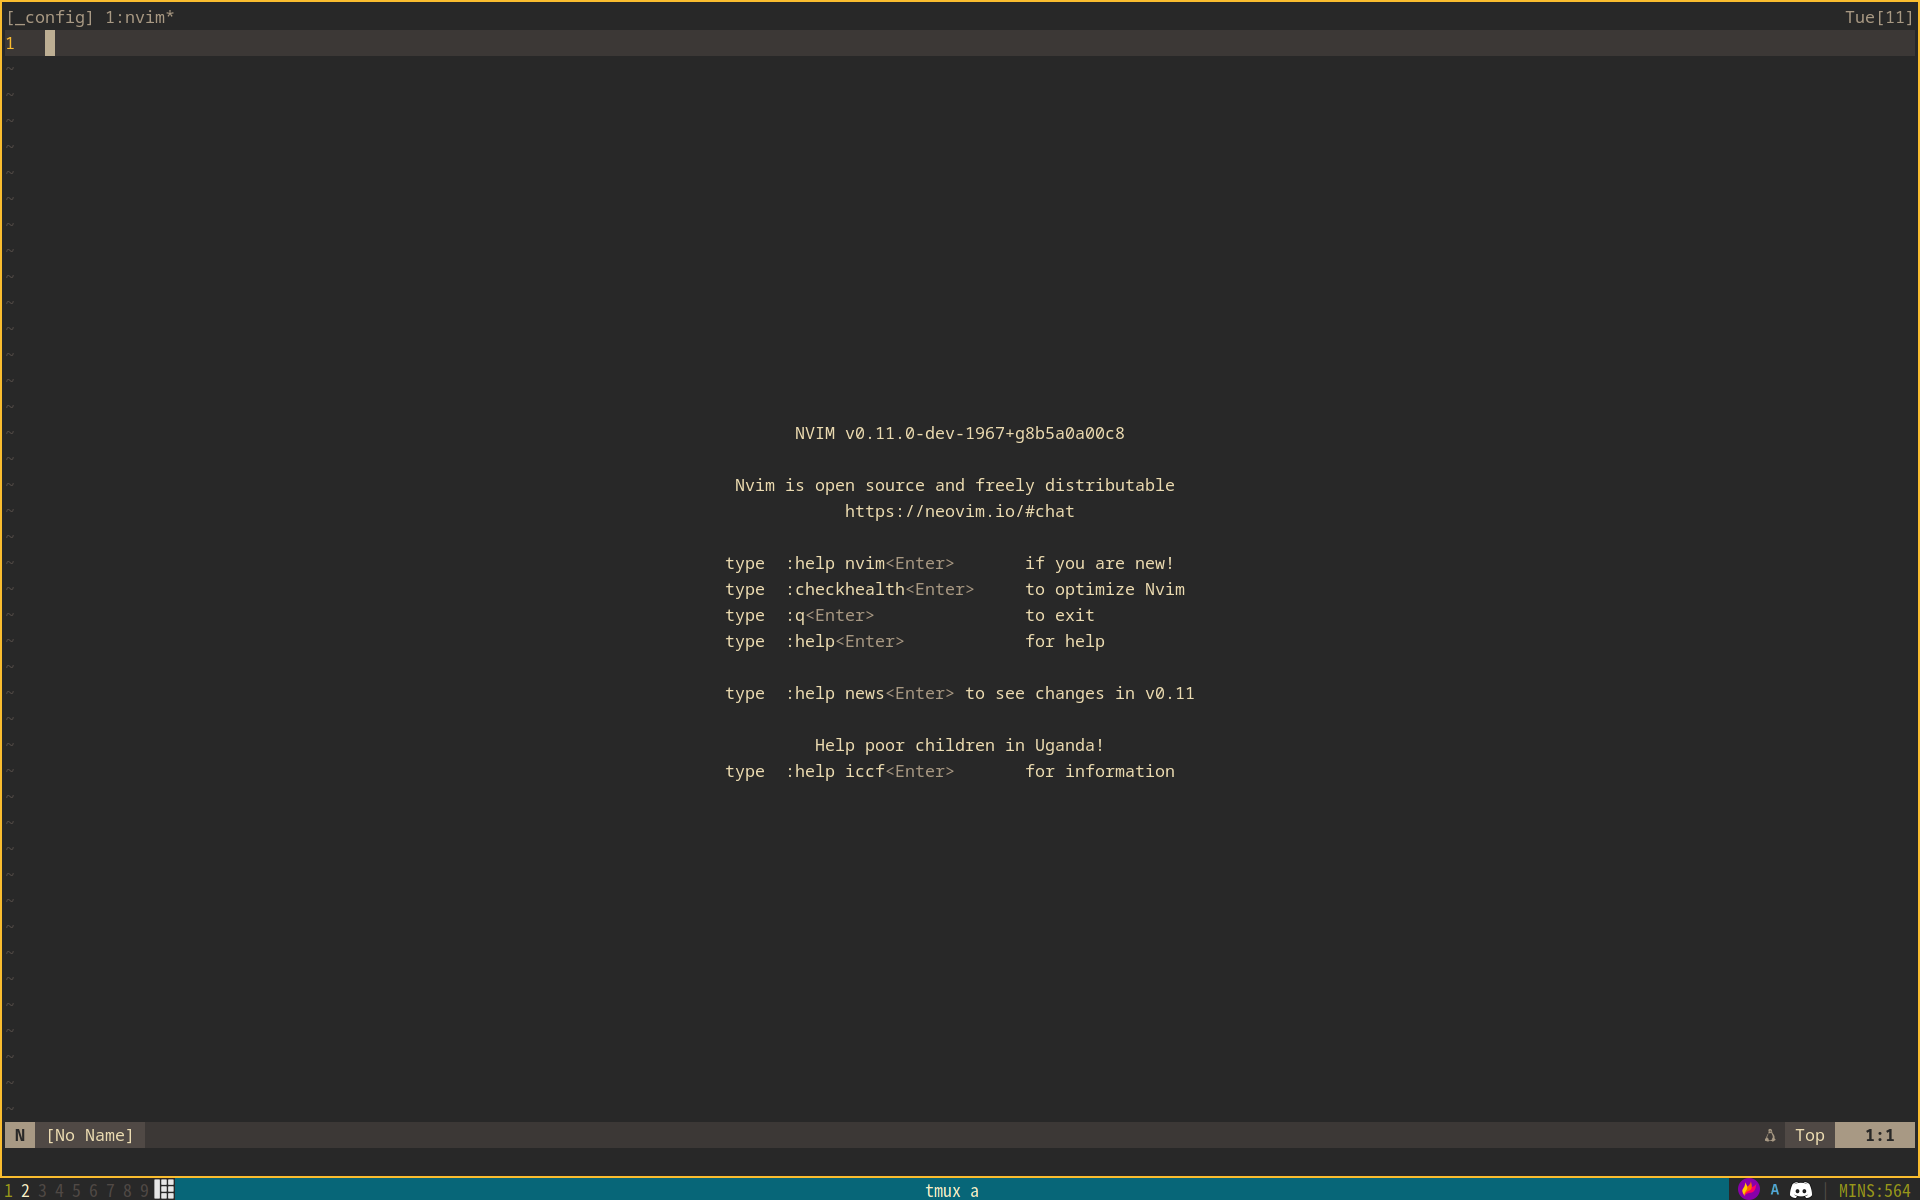 [_config] 1:nvim* Tue[11]
1
~
~
~
~
~
~
~
~
~
~
~
~
~
~
~ NVIM v0.11.0-dev-1967+g8b5a0a00c8
~
~ Nvim is open source and freely distributable
~ https://neovim.io/#chat
~
~ type :help nvim<Enter> if you are new!
~ type :checkhealth<Enter> to optimize Nvim
~ type :q<Enter> to exit
~ type :help<Enter> for help
~
~ type :help news<Enter> to see changes in v0.11
~
~ Help poor children in Uganda!
~ type :help iccf<Enter> for information
~
~
~
~
~
~
~
~
~
~
~
~
~
N [No Name] Top 1:1
1 2 3 4 5 6 7 8 9 tmux a A MINS:564